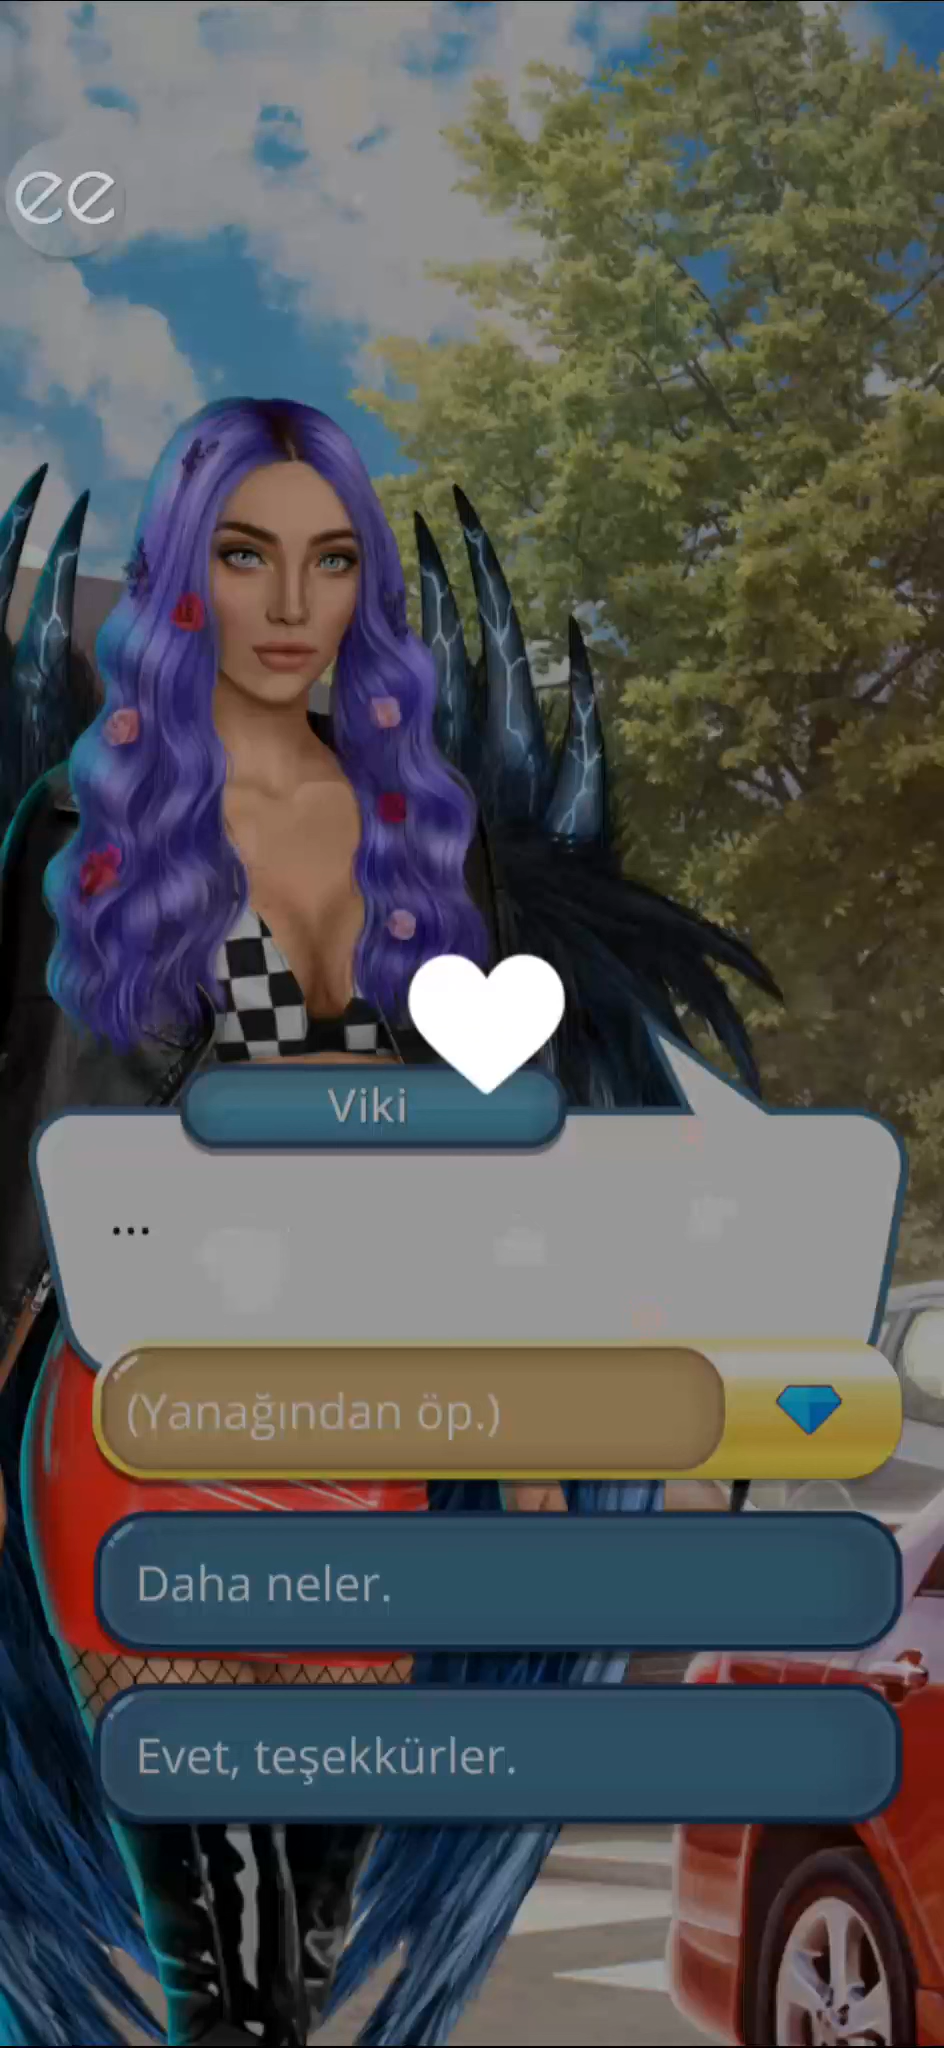 ee
Viki
...
(Yanağından öp.)
Daha neler.
Evet, teşekkürler.